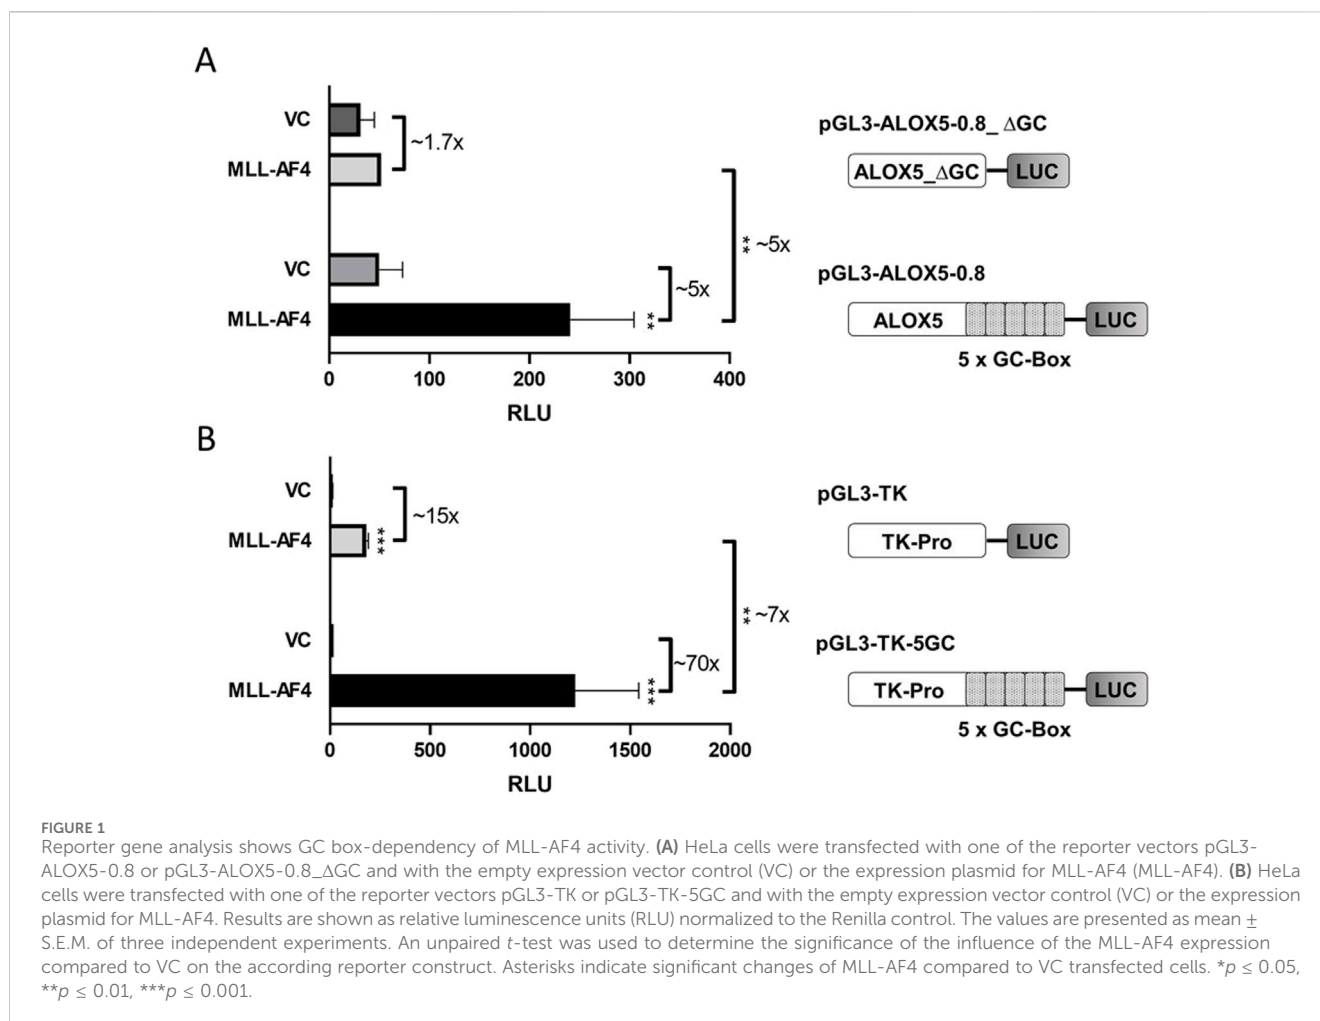 A
VC
MLL-AF4
~1.7x
VC
MLL-AF4
**
~5x
** ~5x
0 100 200 300 400
RLU
pGL3-ALOX5-0.8_ ΔGC
ALOX5_ΔGC LUC
pGL3-ALOX5-0.8
ALOX5 LUC
5 x GC-Box
B
VC
MLL-AF4
***
~15x
VC
MLL-AF4
***
~70x
** ~7x
0 500 1000 1500 2000
RLU
pGL3-TK
TK-Pro LUC
pGL3-TK-5GC
TK-Pro LUC
5 x GC-Box
FIGURE 1
Reporter gene analysis shows GC box-dependency of MLL-AF4 activity. (A) HeLa cells were transfected with one of the reporter vectors pGL3-
ALOX5-0.8 or pGL3-ALOX5-0.8_ΔGC and with the empty expression vector control (VC) or the expression plasmid for MLL-AF4 (MLL-AF4). (B) HeLa
cells were transfected with one of the reporter vectors pGL3-TK or pGL3-TK-5GC and with the empty expression vector control (VC) or the expression
plasmid for MLL-AF4. Results are shown as relative luminescence units (RLU) normalized to the Renilla control. The values are presented as mean ±
S.E.M. of three independent experiments. An unpaired t-test was used to determine the significance of the influence of the MLL-AF4 expression
compared to VC on the according reporter construct. Asterisks indicate significant changes of MLL-AF4 compared to VC transfected cells. *p ≤ 0.05,
**p ≤ 0.01, ***p ≤ 0.001.